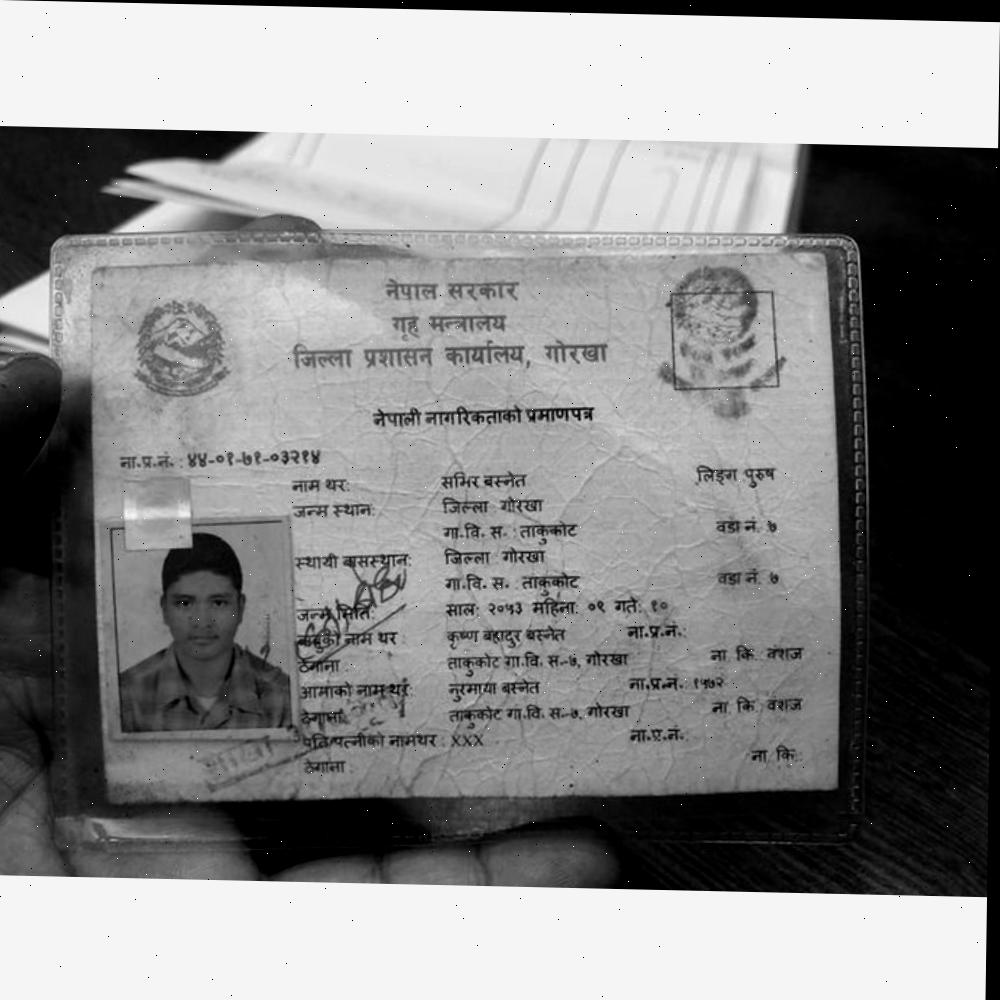 नेपाल सरकार
गृह मन्त्रालय
जिल्ला प्रशासन कार्यालय, गोरखा
नेपाली नागरिकताको प्रमाणपत्र
ना.प्र.नं. : ४४-०१-७१-०३२१४
नाम थर: समिर बस्नेत लिङ्ग पुरुष
जन्म स्थान: जिल्ला गोरखा
गा.वि. स. : ताकुकोट वडा नं. ७
स्थायी बासस्थान: जिल्ला गोरखा
गा.वि. स. ताकुकोट वडा नं. ७
जन्म मिति: साल: २०५३ महिना: ०९ गते: १०
बाबुको नाम थर : कृष्ण बहादुर बस्नेत ना.प्र.नं.:
ठेगाना : ताकुकोट गा.वि. स.-७, गोरखा ना. कि. वंशज
आमाको नाम थर: नुरमाया बस्नेत ना.प्र.नं.: १५७२
ठेगाना: ताकुकोट गा.वि. स.-७, गोरखा ना. कि. वंशज
पति/पत्नीको नामथर : XXX ना.प्र.नं.:
ठेगाना : ना. कि.: